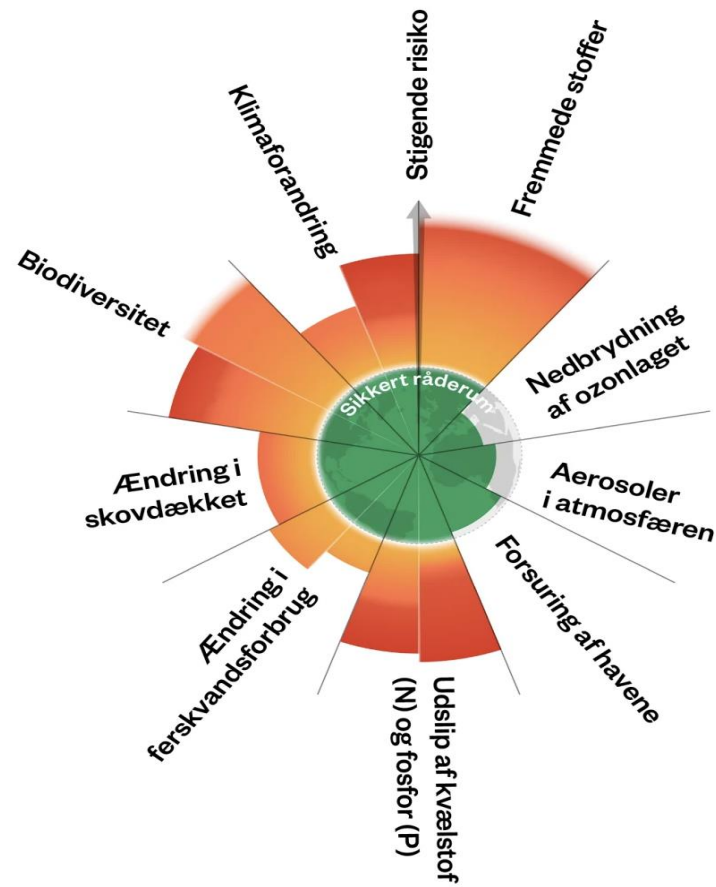 Stigende risiko
Fremmede stoffer
Nedbrydning
af ozonlaget
Aerosoler
i atmosfæren
Forsuring af havene
Udslip af kvælstof
(N) og fosfor (P)
Ændring i
ferskvandsforbrug
Ændring i
skovdækket
Biodiversitet
Klimaforandring
Sikkert råderum